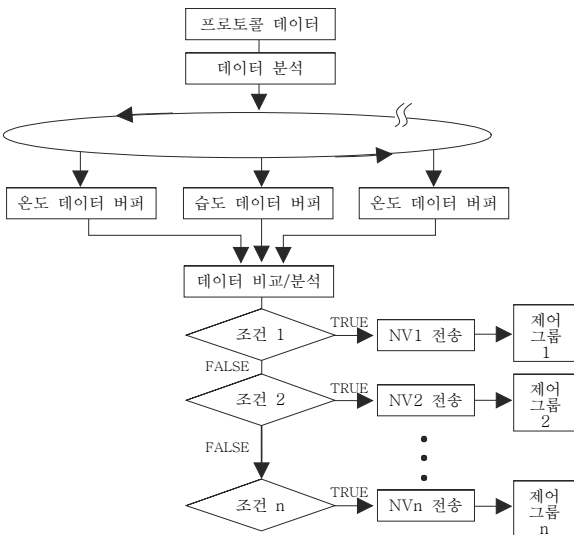 프로토콜 데이터
데이터 분석
온도 데이터 버퍼
습도 데이터 버퍼
온도 데이터 버퍼
데이터 비교/분석
조건 1
TRUE
NV1 전송
제어
그룹
1
FALSE
조건 2
TRUE
NV2 전송
제어
그룹
2
FALSE
조건 n
TRUE
NVn 전송
제어
그룹
n